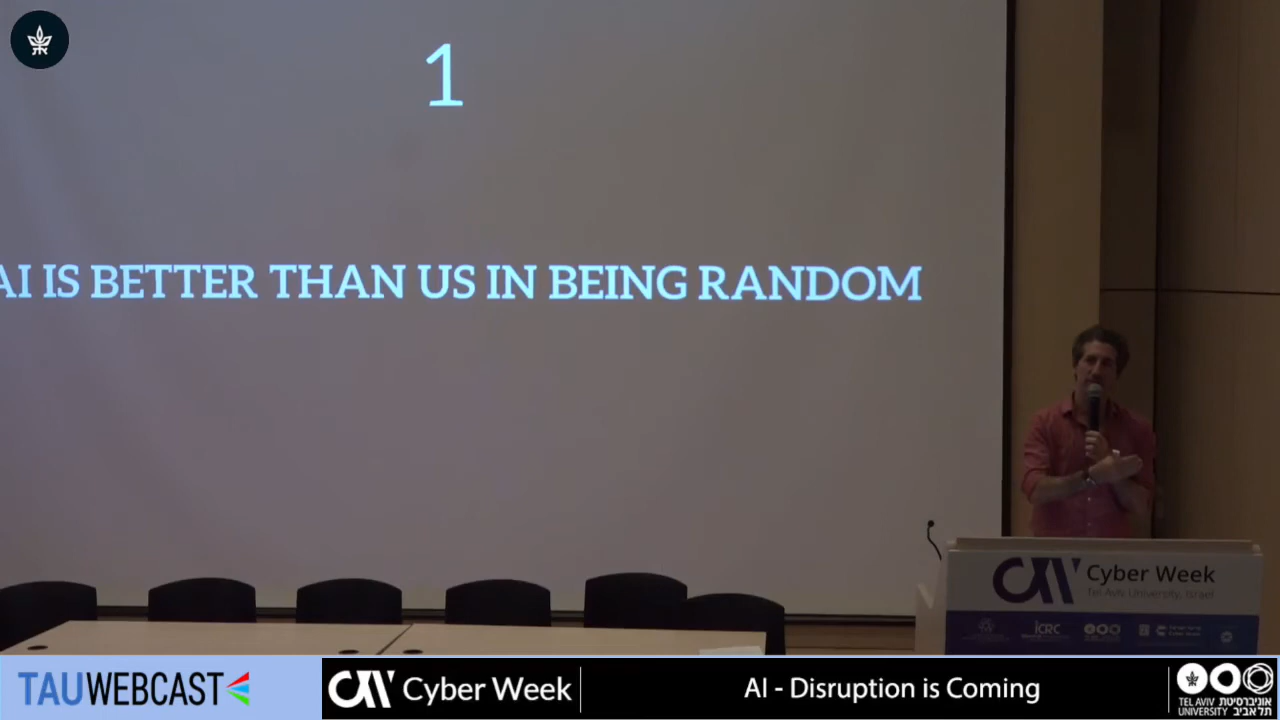 1
AI IS BETTER THAN US IN BEING RANDOM
Cyber Week
Tel Aviv University, Israel
ICRC
TAUWEBCAST
Cyber Week
AI - Disruption is Coming
TEL AVIV אוניברסיטת
UNIVERSITY תל אביב